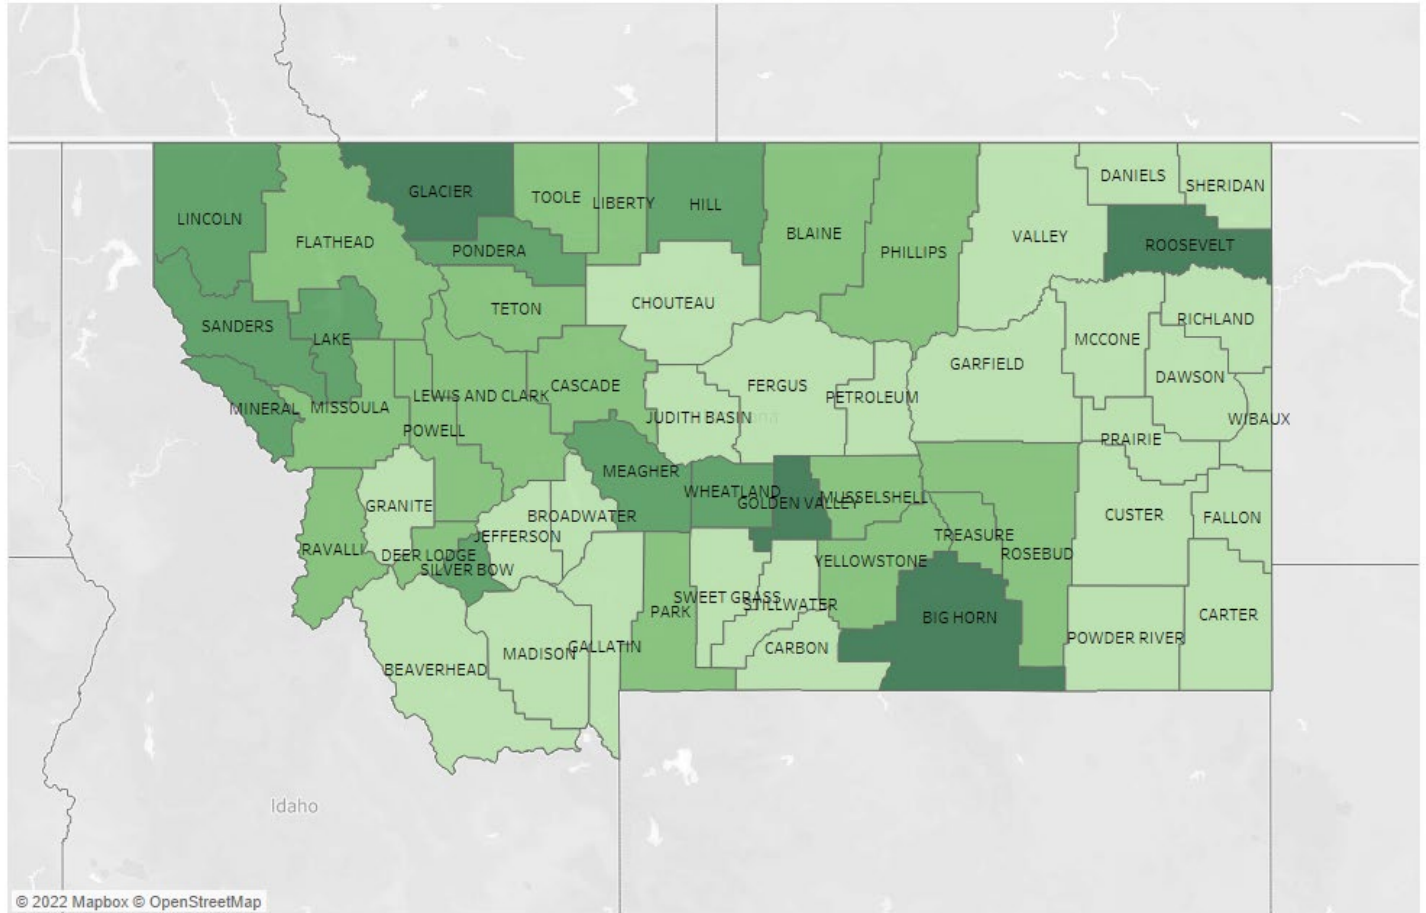 DANIELS
SHERIDAN
GLACIER
TOOLE
LIBERTY
HILL
LINCOLN
BLAINE
VALLEY
ROOSEVELT
FLATHEAD
PONDERA
PHILLIPS
CHOUTEAU
TETON
RICHLAND
SANDERS
LAKE
MCCONE
GARFIELD
DAWSON
CASCADE
FERGUS
LEWIS AND CLARK
PETROLEUM
MINERAL
MISSOULA
JUDITH BASIN
WIBAUX
POWELL
PRAIRIE
MEAGHER
WHEATLAND
GOLDEN VALLEY
MUSSELSHELL
GRANITE
BROADWATER
CUSTER
FALLON
JEFFERSON
TREASURE
RAVALLI
DEER LODGE
ROSEBUD
YELLOWSTONE
SILVER BOW
SWEET GRASS
STILLWATER
PARK
BIG HORN
CARTER
POWDER RIVER
GALLATIN
CARBON
MADISON
BEAVERHEAD
Idaho
© 2022 Mapbox © OpenStreetMap